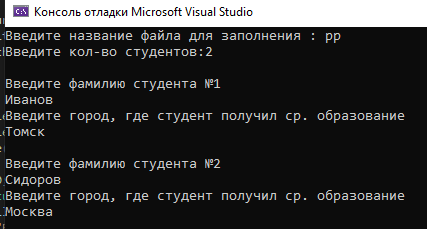 Консоль отладки Microsoft Visual Studio
Введите название файла для заполнения : pp
Введите кол-во студентов:2
Введите фамилию студента №1
Иванов
Введите город, где студент получил ср. образование
Томск
Введите фамилию студента №2
Сидоров
Введите город, где студент получил ср. образование
Москва